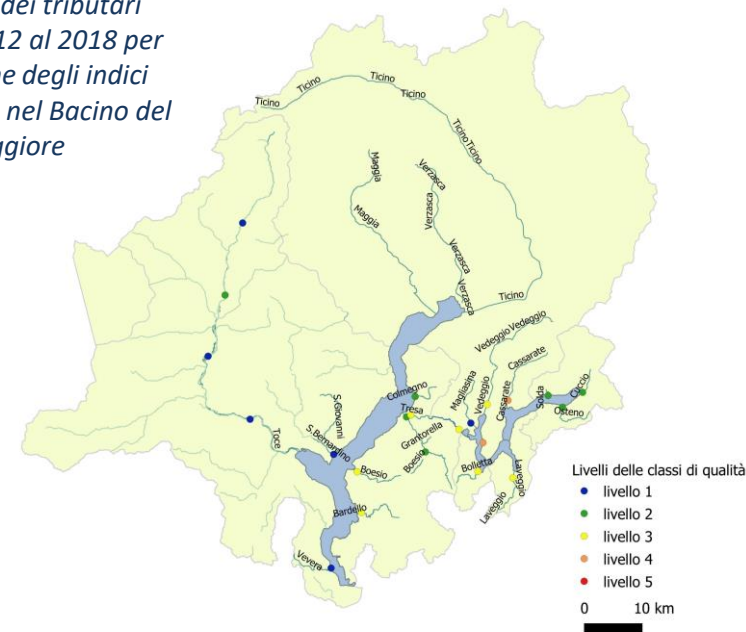 dei tributari
12 al 2018 per
e degli indici
nel Bacino del
ggiore
Ticino
Ticino
Ticino
Ticino
Ticino
Ticino
Maggia
Verzasca
Maggia
Verzasca
Verzasca
Verzasca
Ticino
Vedeggio
Vedeggio
Cassarate
Magliasina
Vedeggio
Cassarate
Solda
Cuccio
Osteno
Colmegno
Tresa
S.Giovanni
Grantorella
S.Bernardino
Toce
Boesio
Boesio
Bolletta
Laveggio
Laveggio
Bardello
Vevera
Livelli delle classi di qualità
livello 1
livello 2
livello 3
livello 4
livello 5
0 10 km